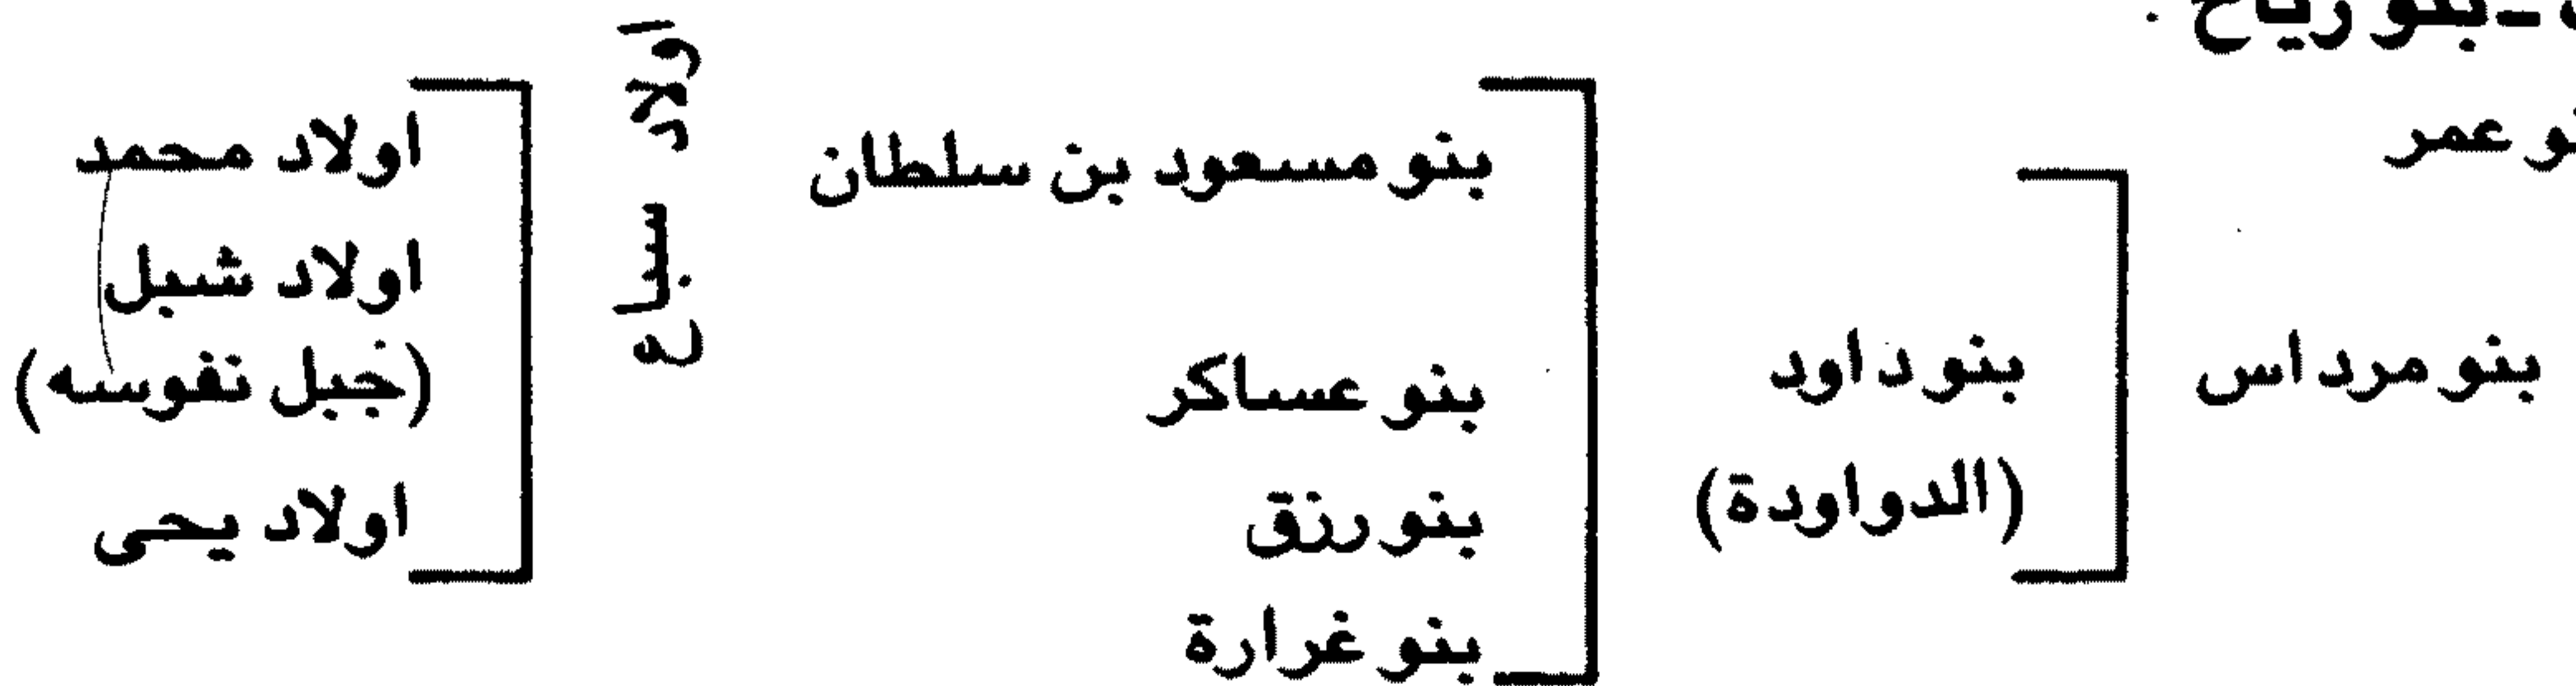 ـ بنو رياح .
عمر
بنو مرداس
بنو داود
(الدواودة)
بنو مسعود بن سلطان
بنو عساكر
بنو رزق
بنو غرارة
اولاد سباع
اولاد محمد
اولاد شبل
(جبل نفوسه)
اولاد يحى